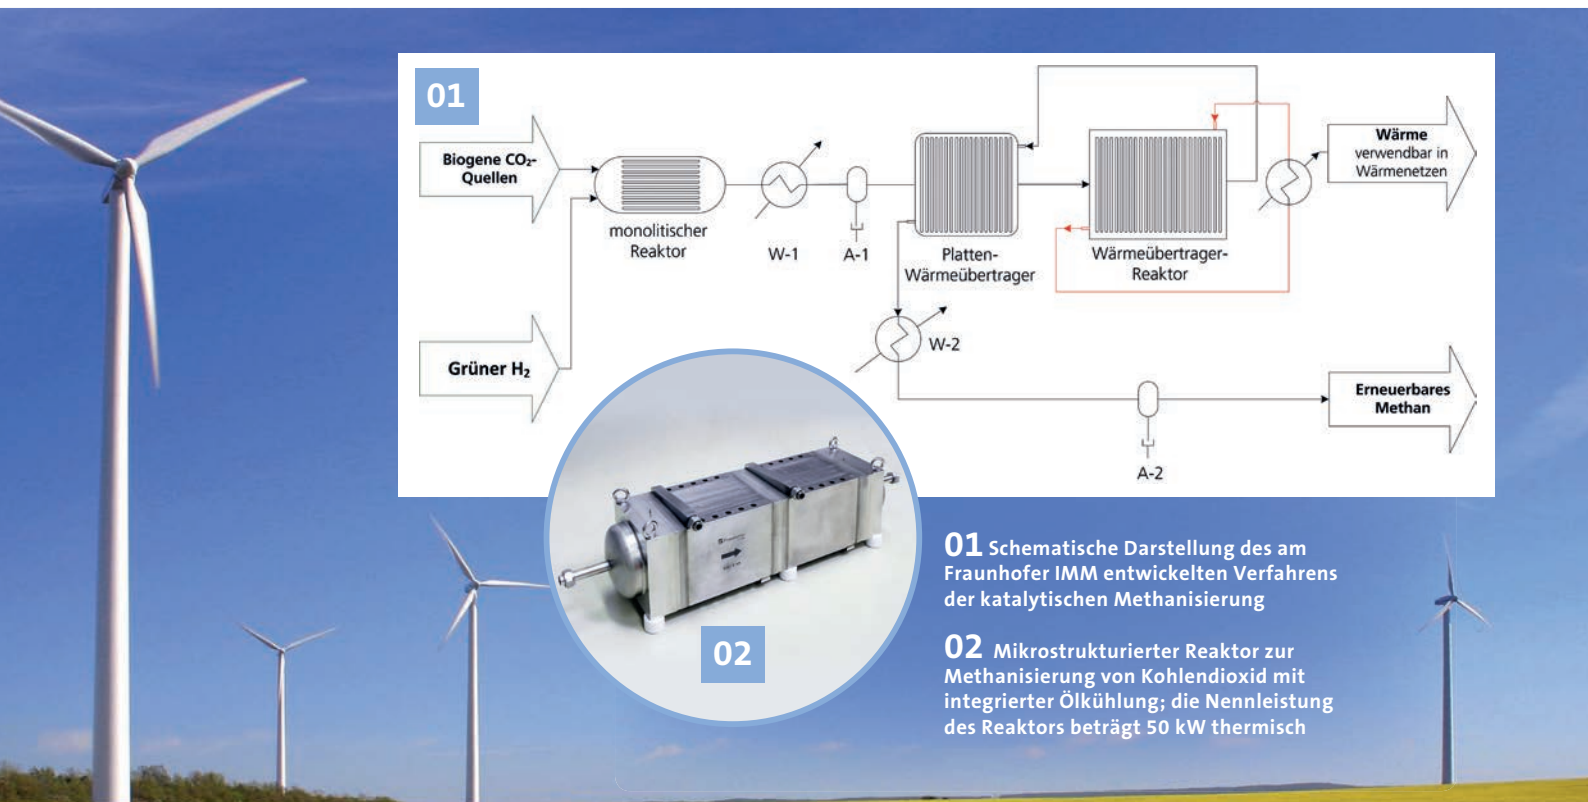 01
Biogene CO₂-
Quellen
Grüner H₂
monolitischer
Reaktor
W-1
A-1
Platten-
Wärmeübertrager
Wärmeübertrager-
Reaktor
Wärme
verwendbar in
Wärmenetzen
W-2
Erneuerbares
Methan
A-2
02
01 Schematische Darstellung des am
Fraunhofer IMM entwickelten Verfahrens
der katalytischen Methanisierung
02 Mikrostrukturierter Reaktor zur
Methanisierung von Kohlendioxid mit
integrierter Ölkühlung; die Nennleistung
des Reaktors beträgt 50 kW thermisch